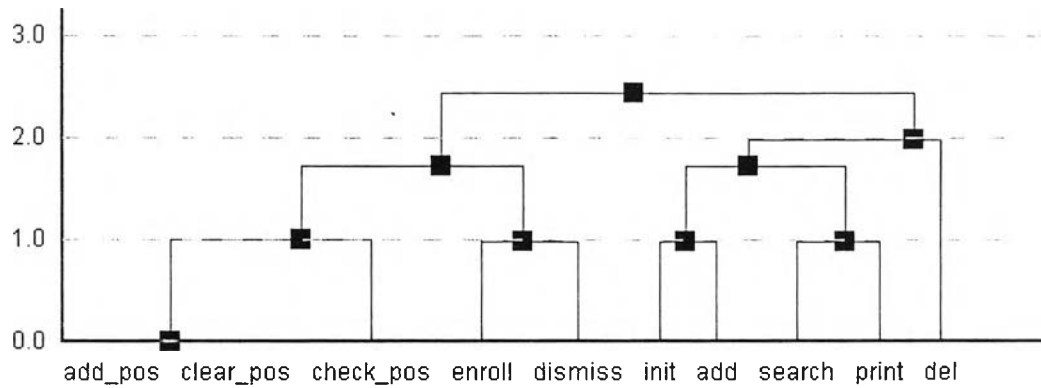 3.0
2.0
1.0
0.0
add_pos clear_pos check_pos enroll dismiss init add search print del